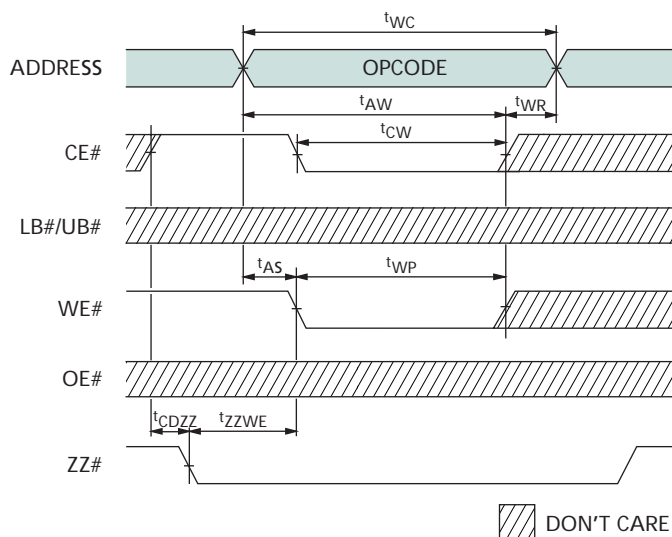 tWC
ADDRESS
OPCODE
tAW
tWR
CE#
tCW
LB#/UB#
tAS
tWP
WE#
OE#
tCDZZ
tZZWE
ZZ#
DON'T CARE